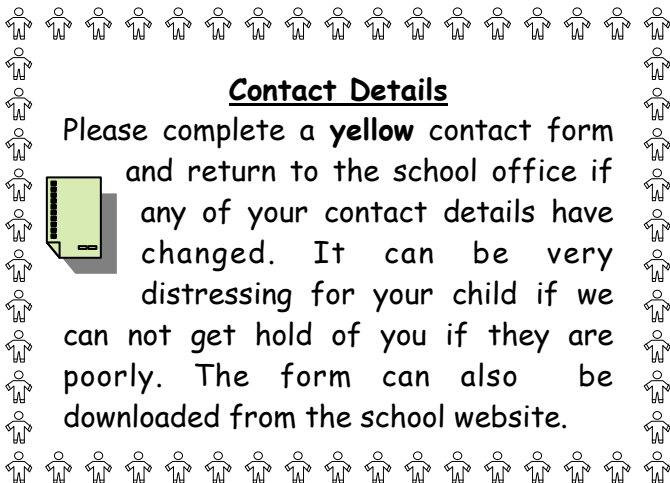 Contact Details
Please complete a yellow contact form
and return to the school office if
any of your contact details have
changed. It can be very
distressing for your child if we
can not get hold of you if they are
poorly. The form can also be
downloaded from the school website.